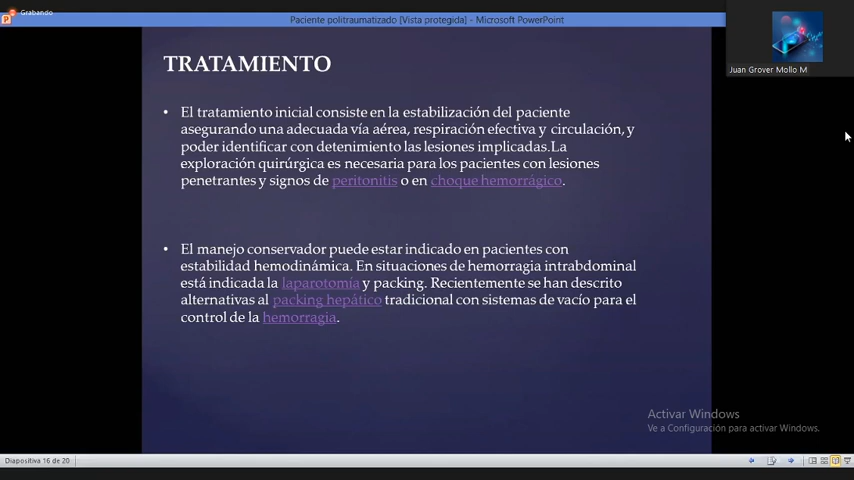 Grabando
Paciente politraumatizado [Vista protegida] - Microsoft PowerPoint
Juan Grover Mollo M
TRATAMIENTO
• El tratamiento inicial consiste en la estabilización del paciente
asegurando una adecuada vía aérea, respiración efectiva y circulación, y
poder identificar con detenimiento las lesiones implicadas.La
exploración quirúrgica es necesaria para los pacientes con lesiones
penetrantes y signos de peritonitis o en choque hemorrágico.
• El manejo conservador puede estar indicado en pacientes con
estabilidad hemodinámica. En situaciones de hemorragia intrabdominal
está indicada la laparotomía y packing. Recientemente se han descrito
alternativas al packing hepático tradicional con sistemas de vacío para el
control de la hemorragia.
Activar Windows
Ve a Configuración para activar Windows.
Diapositiva 16 de 20